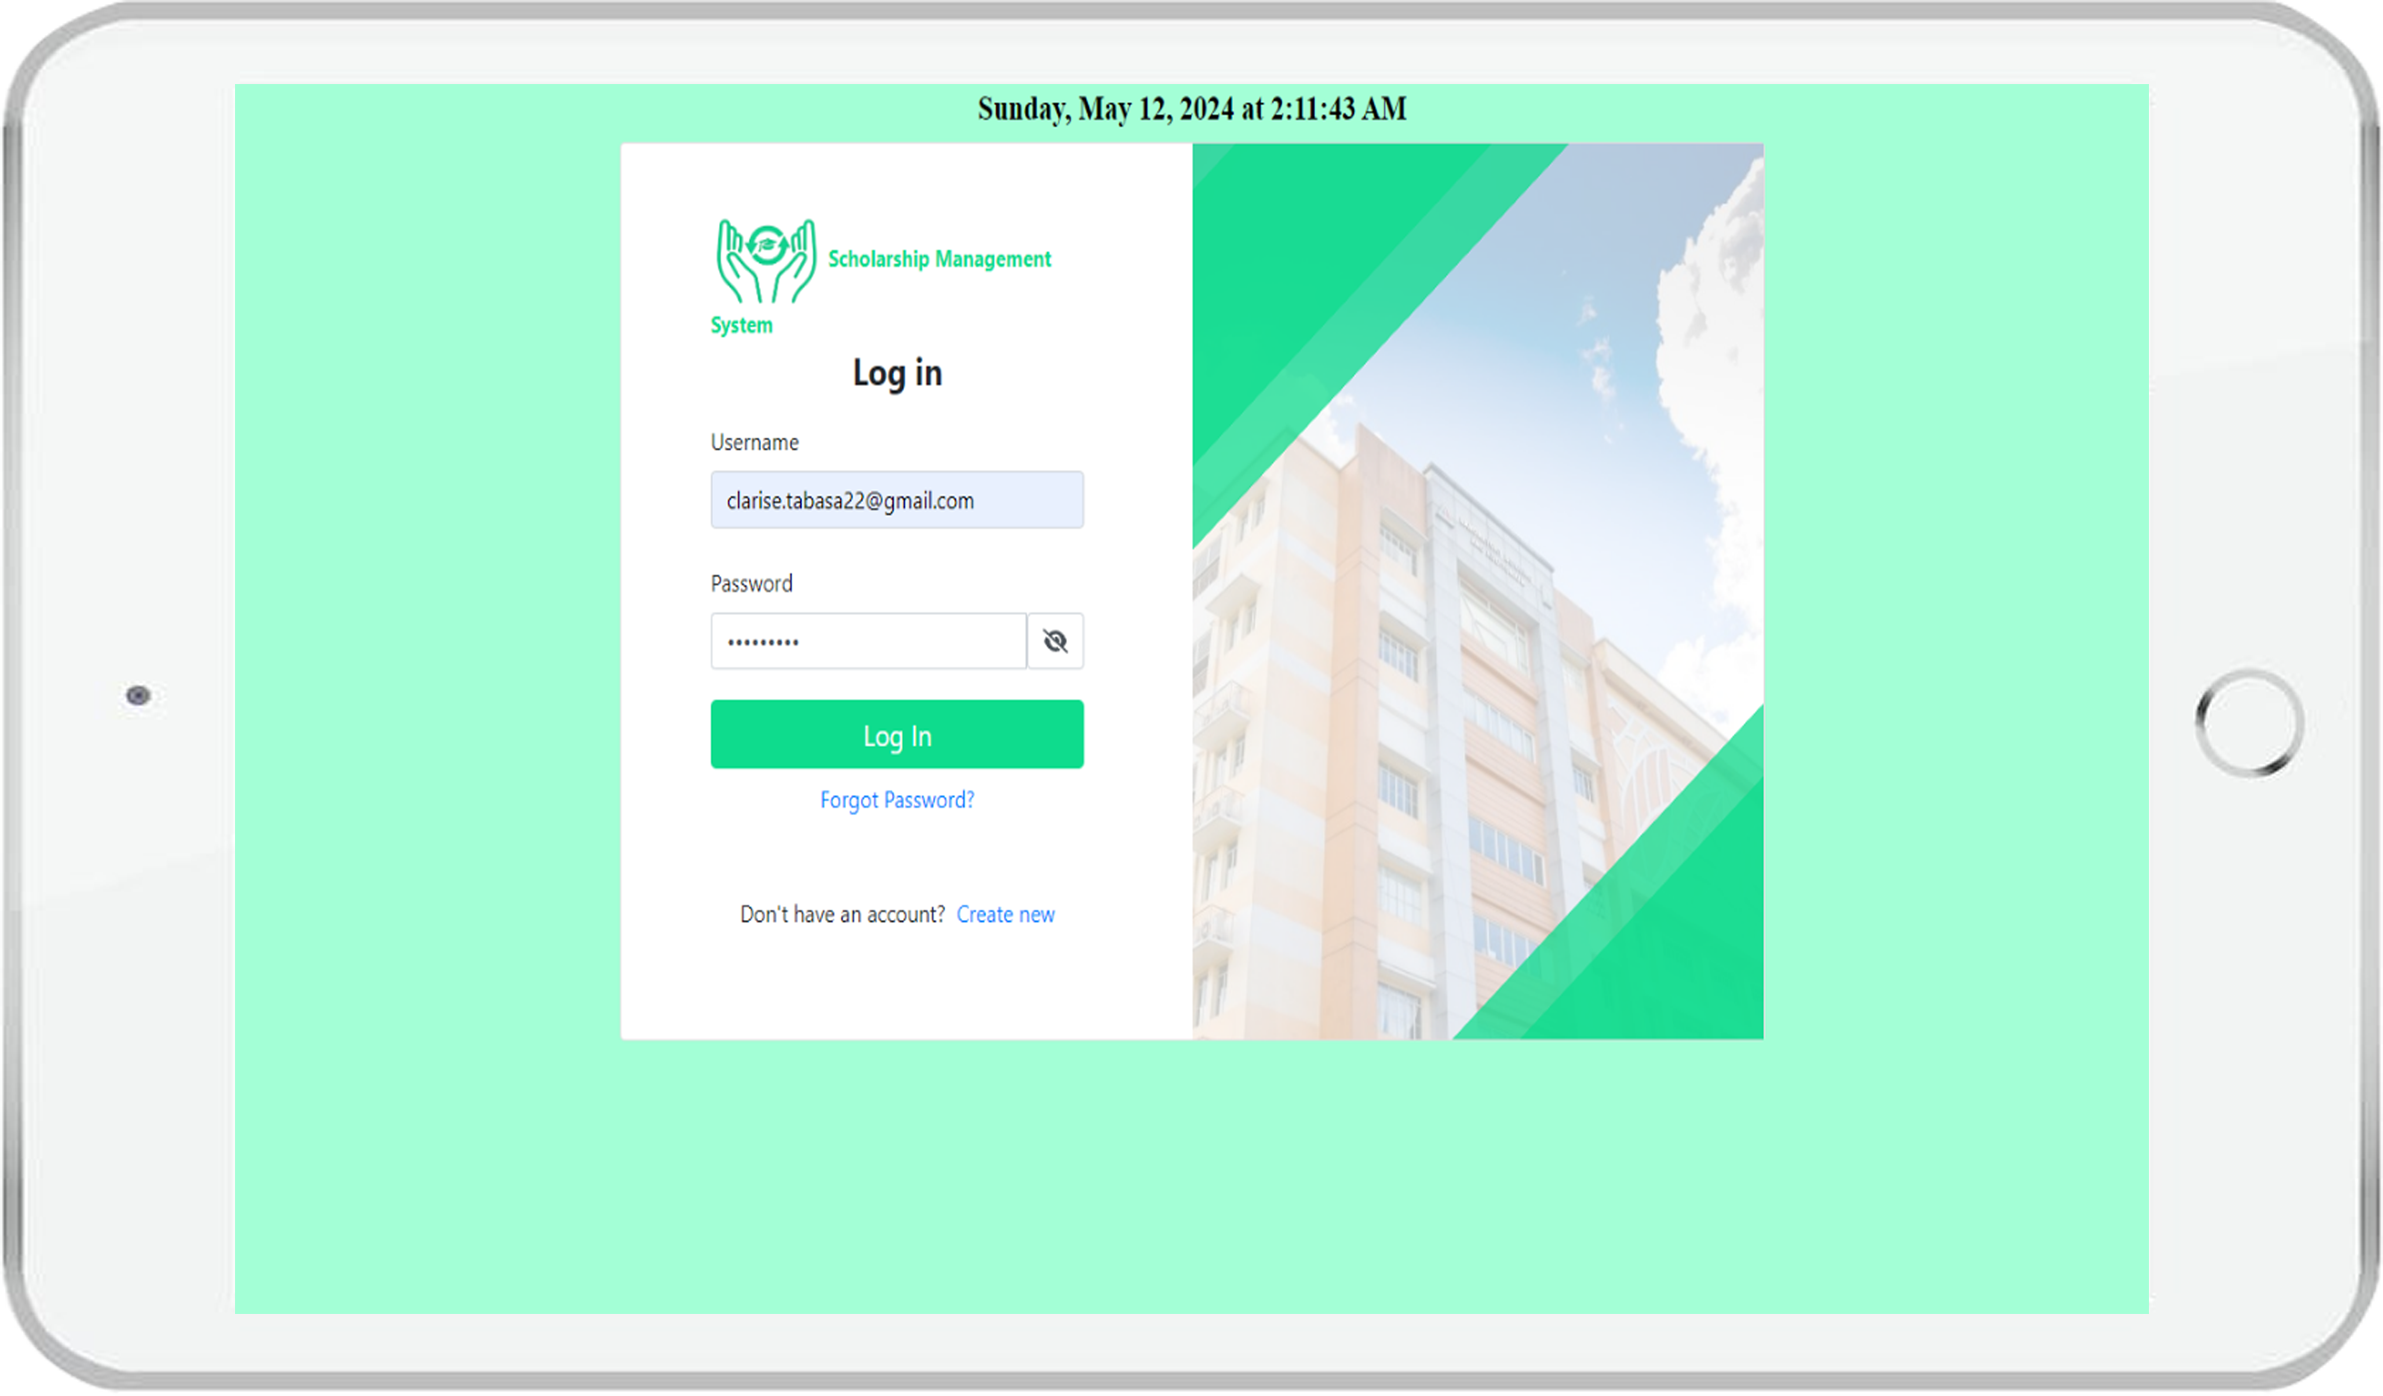 Sunday, May 12, 2024 at 2:11:43 AM
Scholarship Management
System
Log in
Username
clarise.tabasa22@gmail.com
Password
•••••••••
Log In
Forgot Password?
Don't have an account? Create new